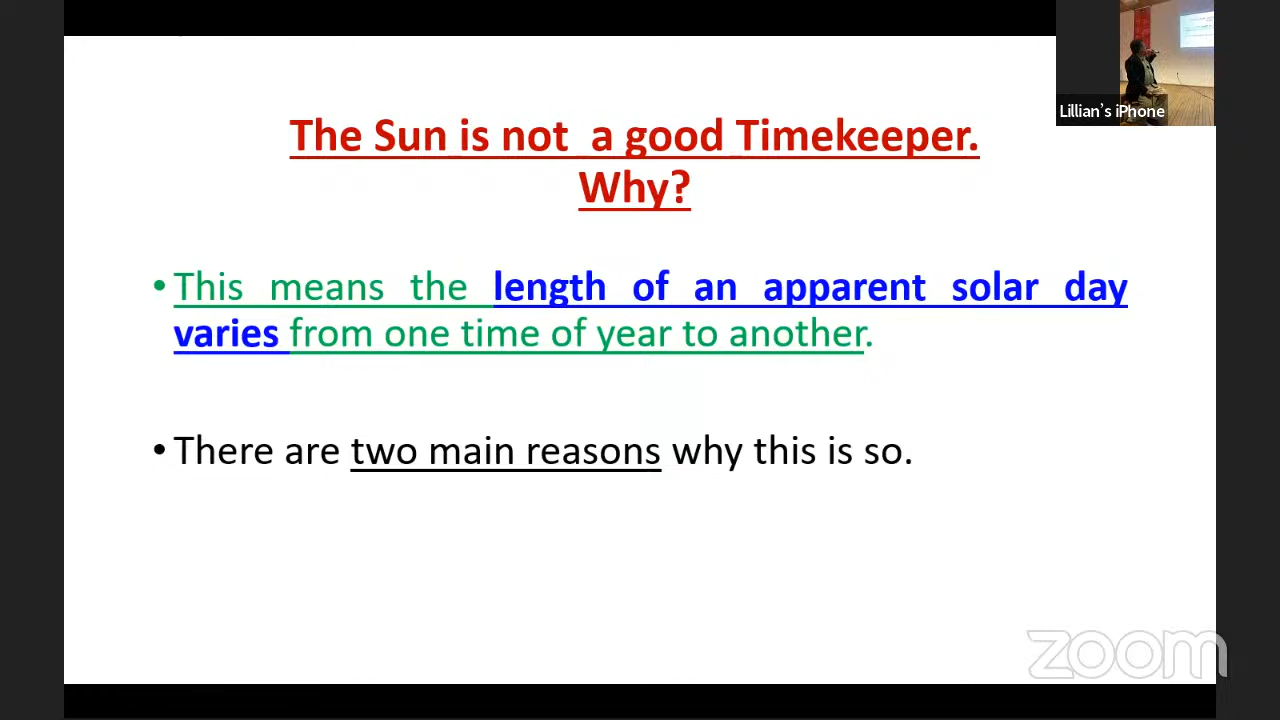 Lillian's iPhone
The Sun is not a good Timekeeper.
Why?
• This means the length of an apparent solar day
varies from one time of year to another.
• There are two main reasons why this is so.
zoom